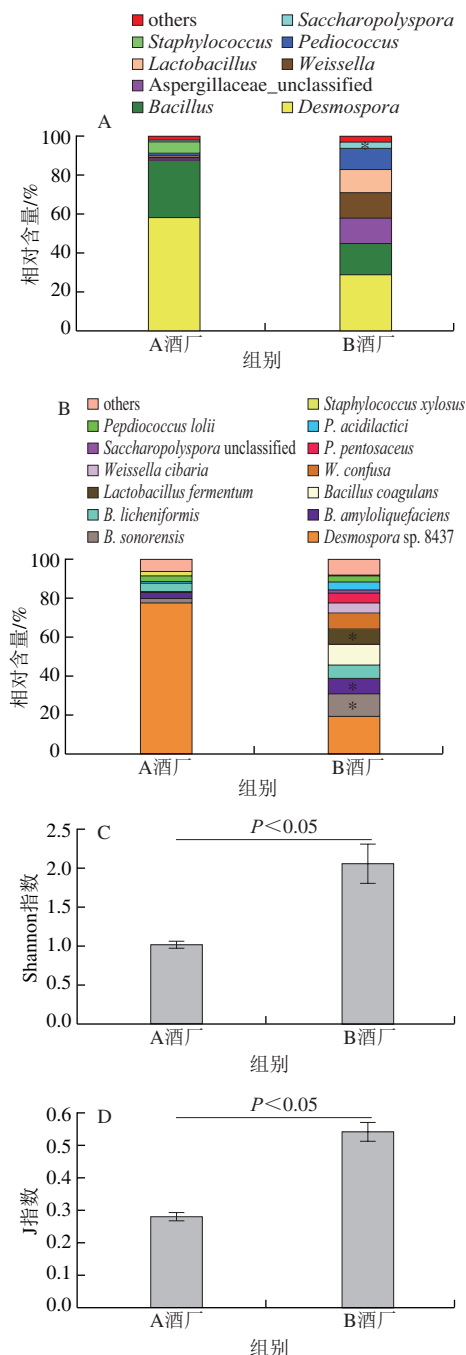 others Saccharopolyspora
Staphylococcus Pediococcus
Lactobacillus Weissella
Aspergillaceae_unclassified
Bacillus Desmospora
A
100
80
60
40
20
0
相对含量/%
*
A酒厂 B酒厂
组别
B
others Staphylococcus xylosus
Pepdiococcus lolii P. acidilactici
Saccharopolyspora unclassified P. pentosaceus
Weissella cibaria W. confusa
Lactobacillus fermentum Bacillus coagulans
B. licheniformis B. amyloliquefaciens
B. sonorensis Desmospora sp. 8437
100
80
60
40
20
0
相对含量/%
*
*
*
A酒厂 B酒厂
组别
C P<0.05
2.5
2.0
1.5
1.0
0.5
0.0
Shannon指数
A酒厂 B酒厂
组别
D P<0.05
0.6
0.5
0.4
0.3
0.2
0.1
0.0
J指数
A酒厂 B酒厂
组别